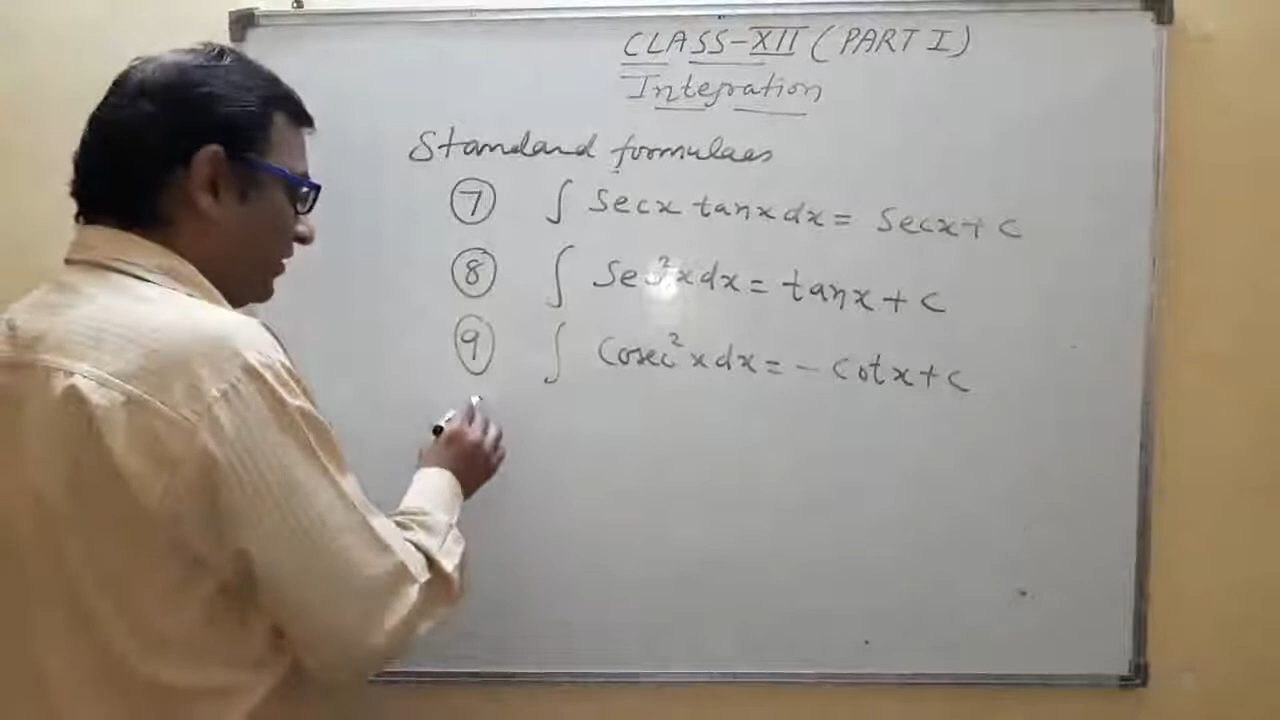 CLASS-XII (PART I)
Integration
Standard formulaes
⑦ ∫ Secx tanx dx = Secx + C
⑧ ∫ Sec²x dx = tanx + C
⑨ ∫ Cosec²x dx = - Cotx + C